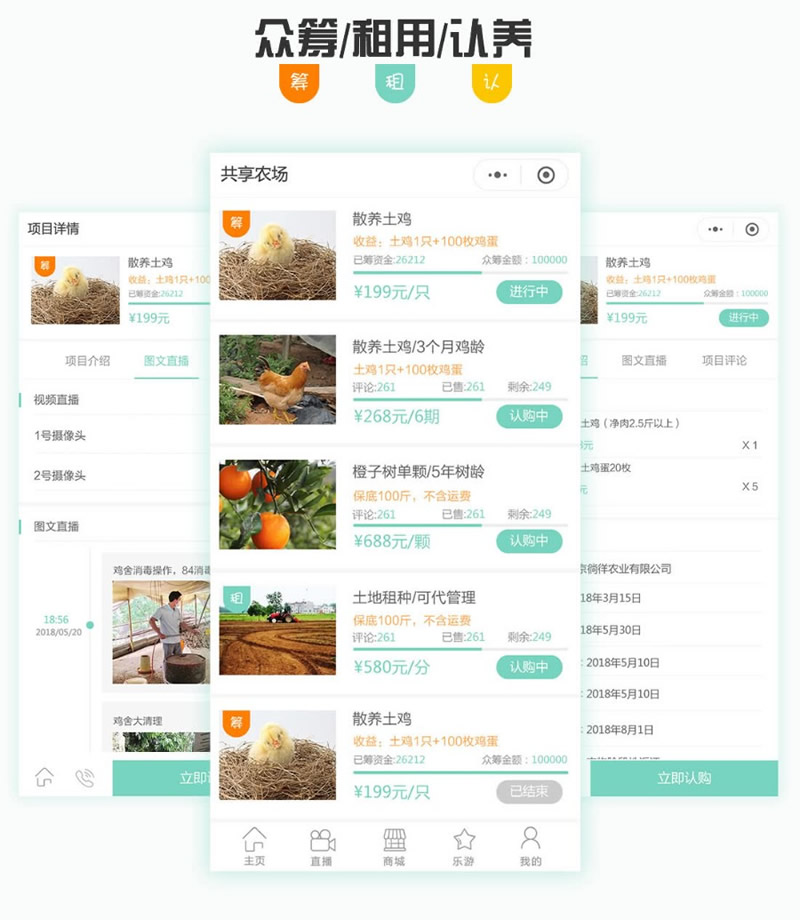 众筹/租用/认养
筹
租
认
共享农场
筹
散养土鸡
收益：土鸡1只+100枚鸡蛋
已筹资金:26212
众筹金额：100000
¥199元/只
进行中
散养土鸡/3个月鸡龄
土鸡1只+100枚鸡蛋
评论:261
已售:261
剩余:249
¥268元/6期
认购中
橙子树单颗/5年树龄
保底100斤，不含运费
评论:261
已售:261
剩余:249
¥688元/颗
认购中
租
土地租种/可代管理
保底100斤，不含运费
评论:261
已售:261
剩余:249
¥580元/分
认购中
筹
散养土鸡
收益：土鸡1只+100枚鸡蛋
已筹资金:26212
众筹金额：100000
¥199元/只
已结束
主页
直播
商城
乐游
我的
项目详情
筹
散养土鸡
收益：土鸡1只+100
已筹资金:26212
¥199元
项目介绍
图文直播
视频直播
1号摄像头
2号摄像头
图文直播
鸡舍消毒操作，84消
18:56
2018/05/20
鸡舍大清理
立即
散养土鸡
收益：土鸡1只+100枚鸡蛋
已筹资金:26212
众筹金额：100000
¥199元
进行中
绍
图文直播
项目评论
土鸡（净肉2.5斤以上）
元
X 1
土鸡蛋20枚
元
X 5
京徜徉农业有限公司
18年3月15日
18年5月30日
：2018年5月10日
：2018年5月10日
：2018年8月1日
立即认购